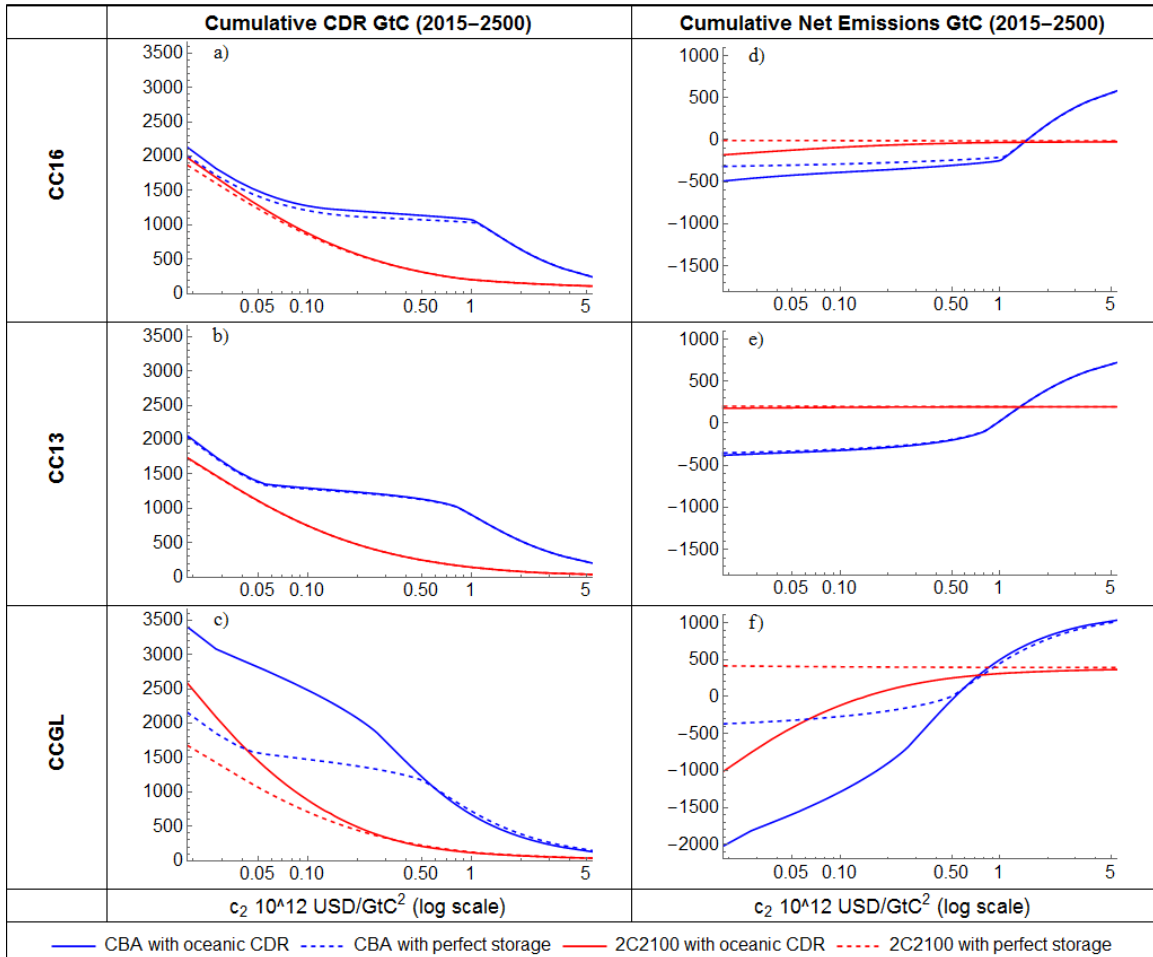 Cumulative CDR GtC (2015−2500)
Cumulative Net Emissions GtC (2015−2500)
CC16
a)
3500
3000
2500
2000
1500
1000
500
0
0.05 0.10 0.50 1 5
d)
1000
500
0
−500
−1000
−1500
0.05 0.10 0.50 1 5
CC13
b)
3500
3000
2500
2000
1500
1000
500
0
0.05 0.10 0.50 1 5
e)
1000
500
0
−500
−1000
−1500
0.05 0.10 0.50 1 5
CCGL
c)
3500
3000
2500
2000
1500
1000
500
0
0.05 0.10 0.50 1 5
f)
1000
500
0
−500
−1000
−1500
−2000
0.05 0.10 0.50 1 5
c₂ 10^12 USD/GtC² (log scale)
c₂ 10^12 USD/GtC² (log scale)
CBA with oceanic CDR CBA with perfect storage 2C2100 with oceanic CDR 2C2100 with perfect storage